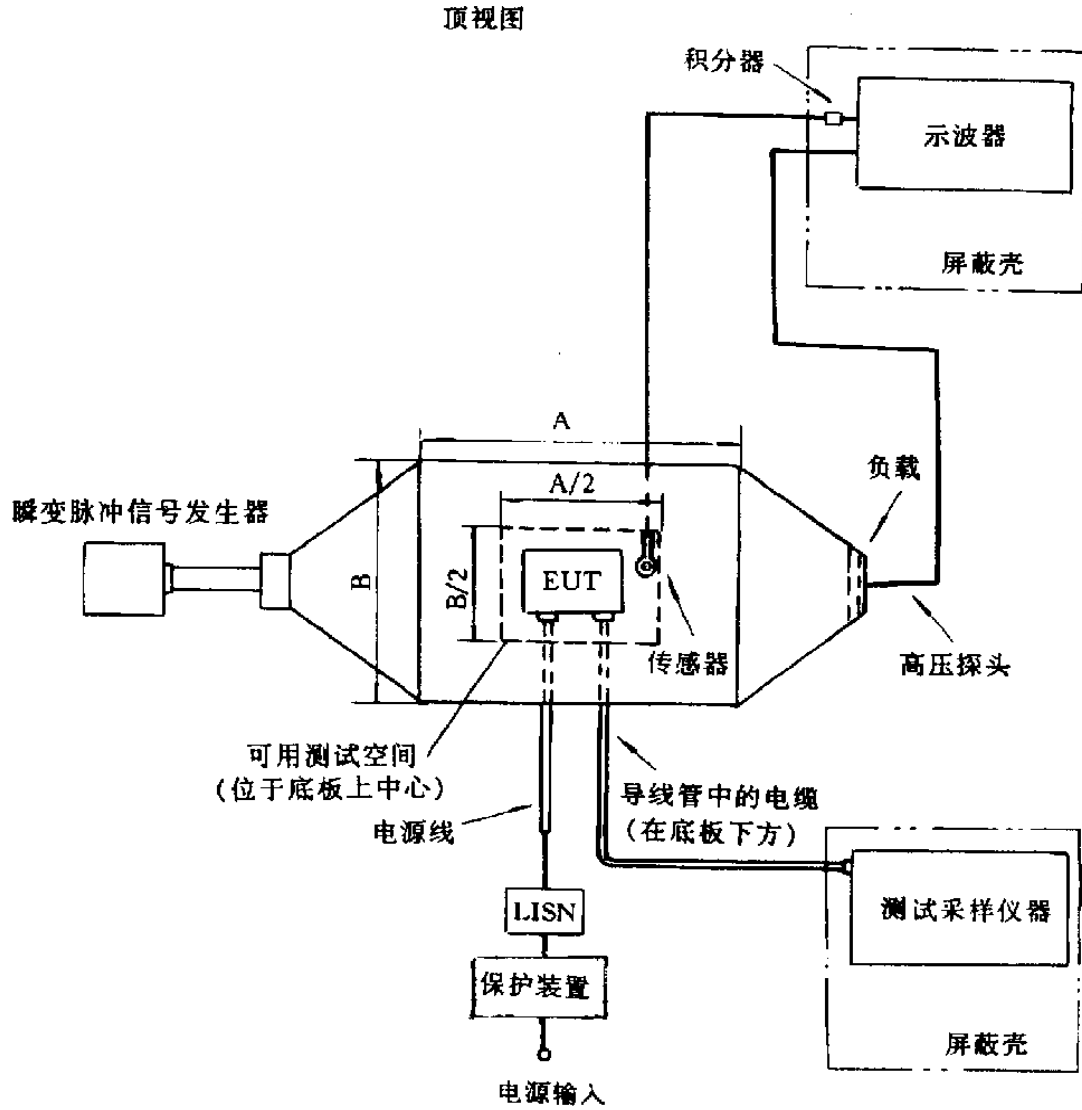 顶视图
积分器
示波器
屏蔽壳
A
负载
A/2
瞬变脉冲信号发生器
B
B/2
EUT
传感器
高压探头
可用测试空间
(位于底板上中心)
导线管中的电缆
(在底板下方)
电源线
LISN
测试采样仪器
保护装置
屏蔽壳
电源输入